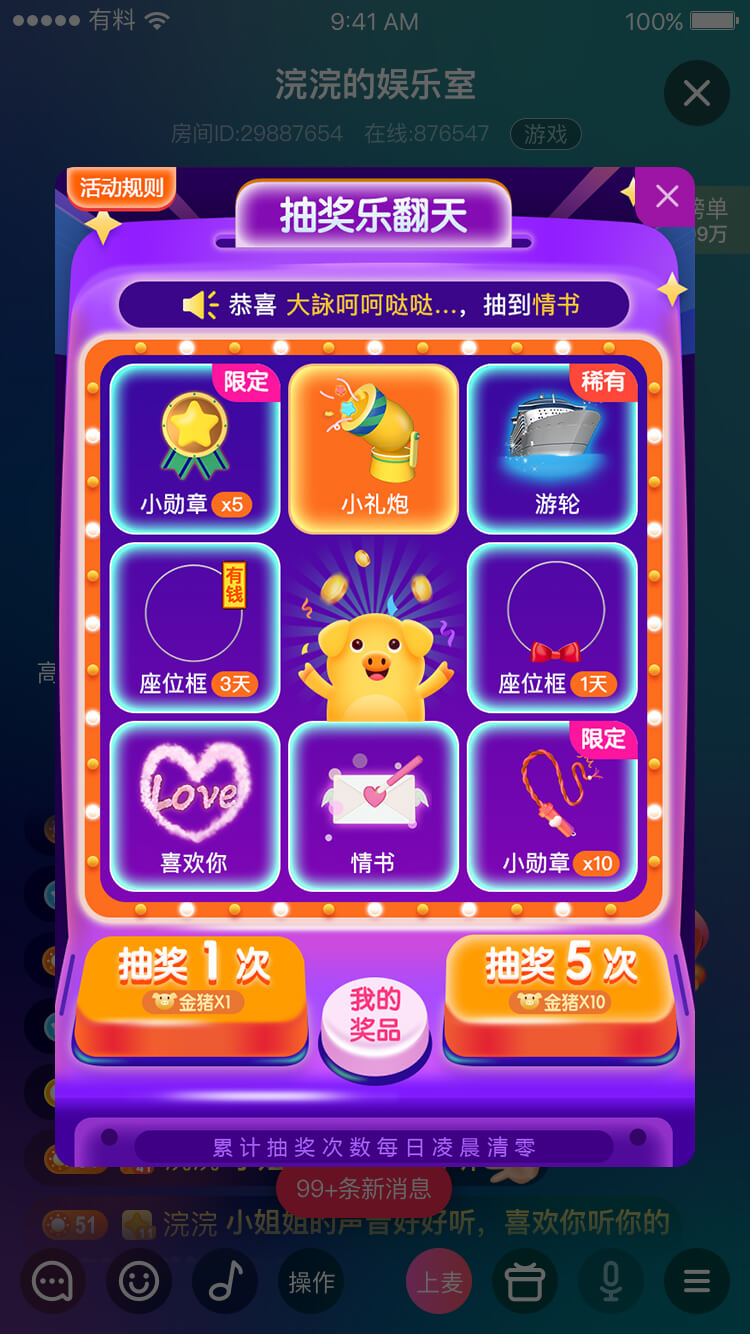 有料
9:41 AM
100%
浣浣的娱乐室
房间ID:29887654 在线:876547 游戏
活动规则
抽奖乐翻天
榜单
9万
恭喜 大詠呵呵哒哒...，抽到情书
限定
稀有
小勋章 x5
小礼炮
游轮
有钱
座位框 3天
座位框 1天
高
Love
限定
喜欢你
情书
小勋章 x10
抽奖 1 次
金猪X1
我的
奖品
抽奖 5 次
金猪X10
累计抽奖次数每日凌晨清零
99+条新消息
51 11 浣浣 小姐姐的声音好好听，喜欢你听你的
操作
上麦